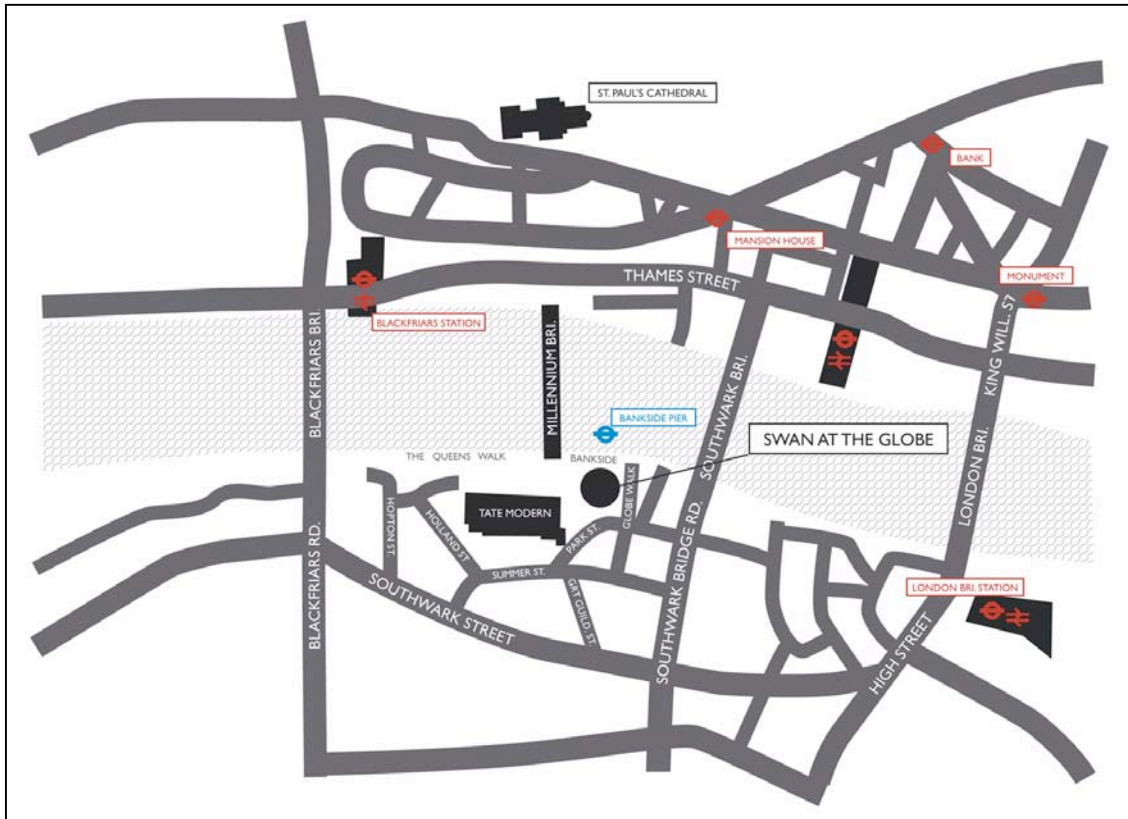 ST. PAUL'S CATHEDRAL
BANK
MANSION HOUSE
MONUMENT
THAMES STREET
BLACKFRIARS STATION
KING WILL. ST
BLACKFRIARS BRI.
MILLENNIUM BRI.
BANKSIDE PIER
SOUTHWARK BRI.
SWAN AT THE GLOBE
LONDON BRI.
THE QUEENS WALK
BANKSIDE
GLOBE WALK
TATE MODERN
HOPTON ST.
HOLLAND ST
PARK ST.
SUMMER ST.
GRT GUILD. ST.
BLACKFRIARS RD.
SOUTHWARK STREET
SOUTHWARK BRIDGE RD.
LONDON BRI. STATION
HIGH STREET